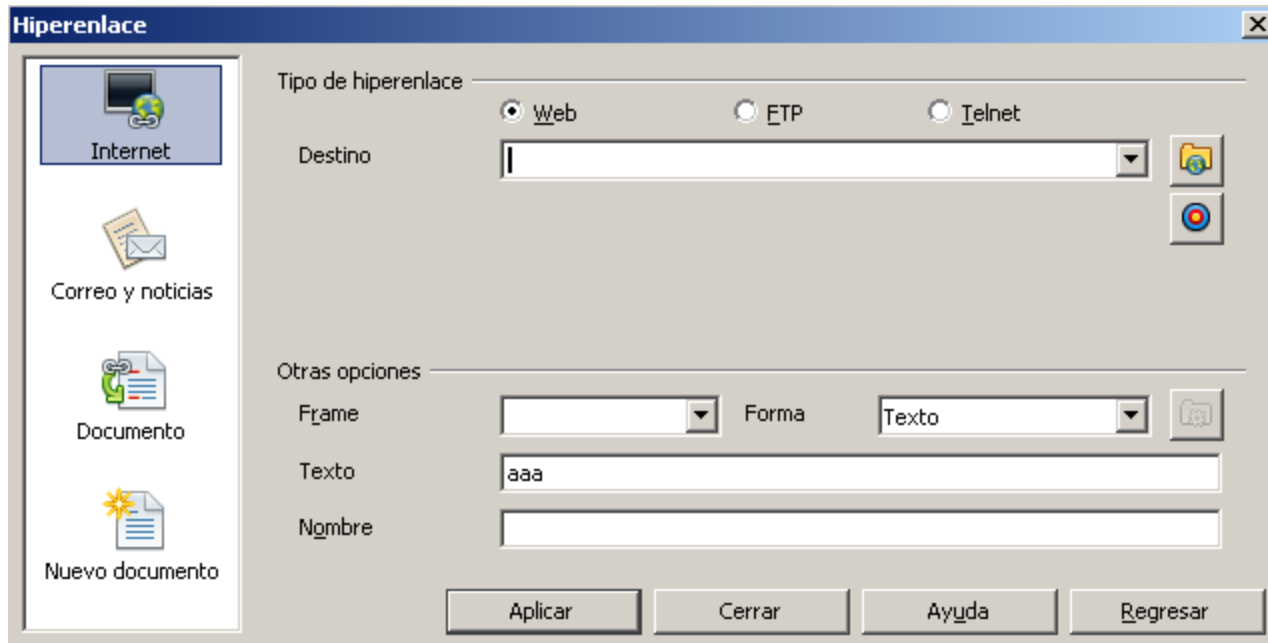 Hiperenlace
Internet
Correo y noticias
Documento
Nuevo documento
Tipo de hiperenlace
Web FTP Telnet
Destino
Otras opciones
Frame Forma Texto
Texto aaa
Nombre
Aplicar Cerrar Ayuda Regresar